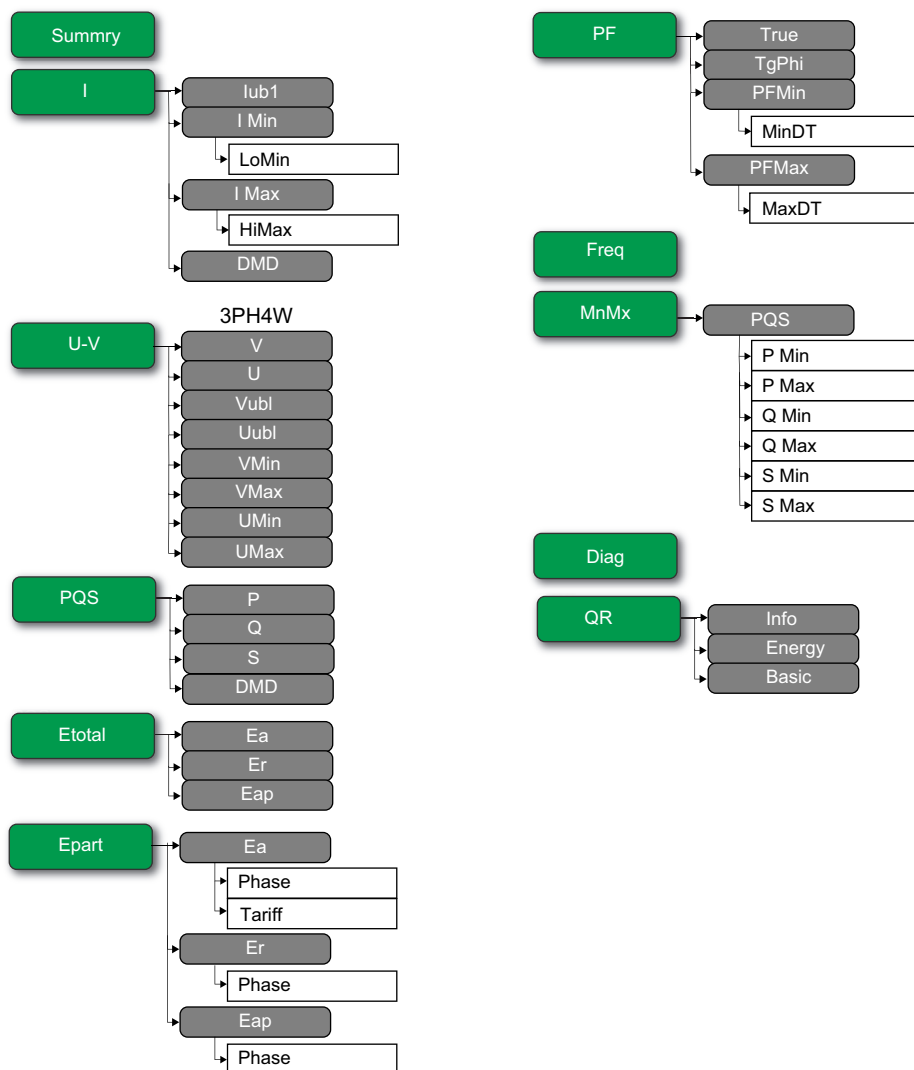 Summry
I
Iub1
I Min
LoMin
I Max
HiMax
DMD
3PH4W
U-V
V
U
Vubl
Uubl
VMin
VMax
UMin
UMax
PQS
P
Q
S
DMD
Etotal
Ea
Er
Eap
Epart
Ea
Phase
Tariff
Er
Phase
Eap
Phase
PF
True
TgPhi
PFMin
MinDT
PFMax
MaxDT
Freq
MnMx
PQS
P Min
P Max
Q Min
Q Max
S Min
S Max
Diag
QR
Info
Energy
Basic